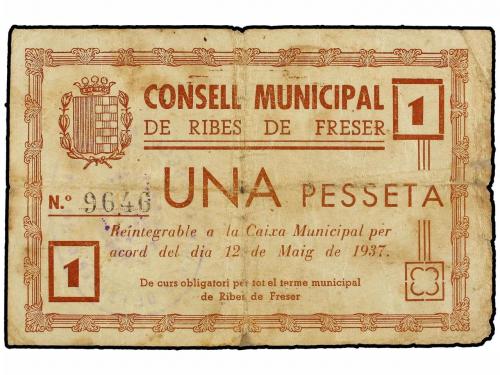 CONSELL MUNICIPAL
DE RIBES DE FRESER
1
N.º 9646
UNA PESSETA
Reintegrable a la Caixa Municipal per
acord del dia 12 de Maig de 1937.
1
De curs obligatori per tot el terme municipal
de Ribes de Freser